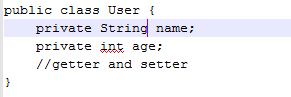 public class User {
    private String name;
    private int age;
    //getter and setter
}